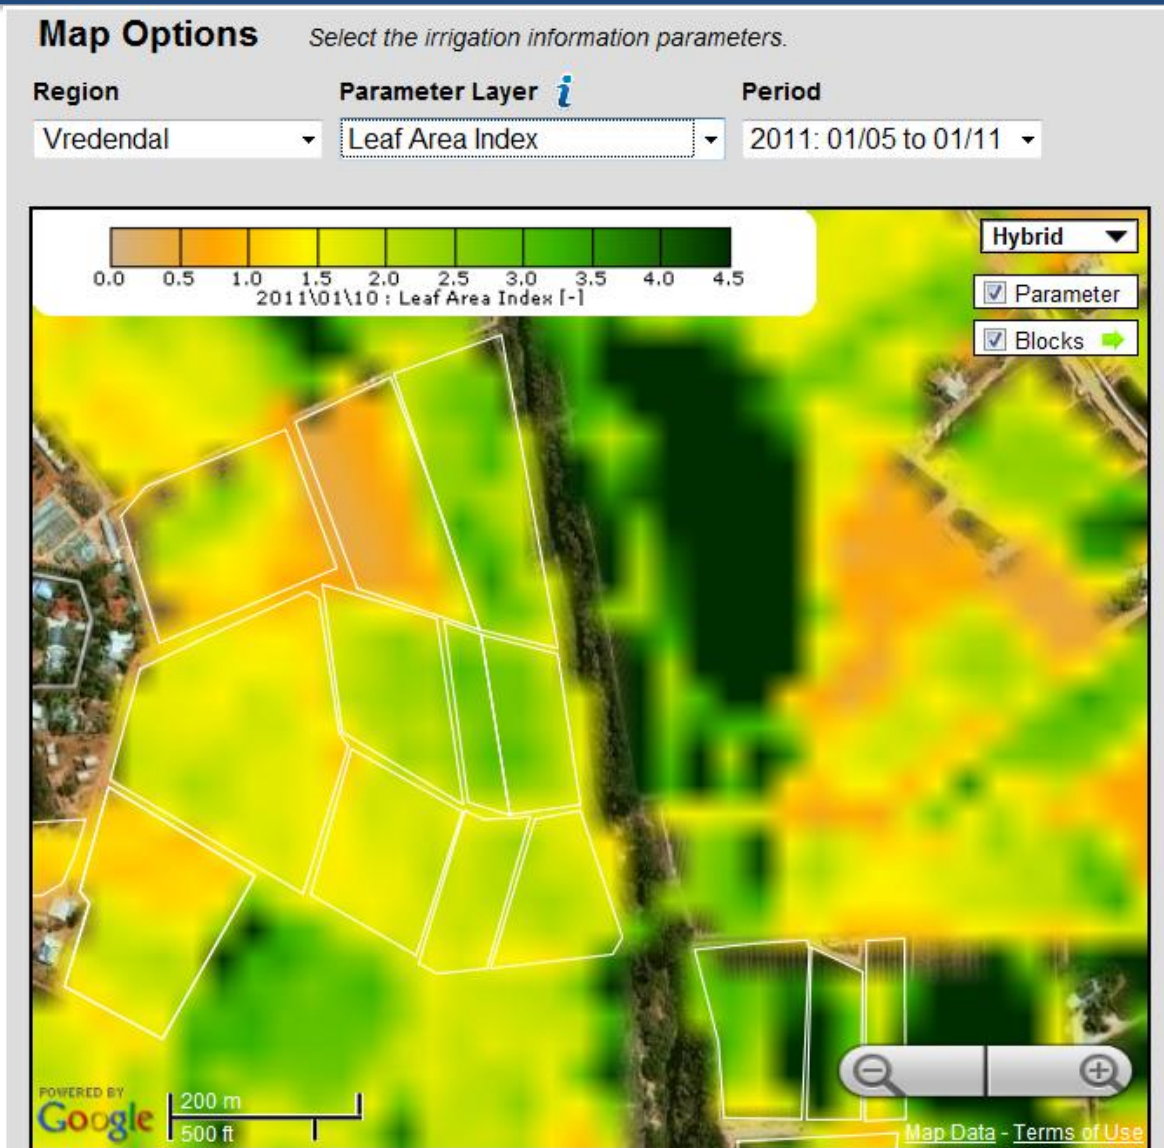 Map Options Select the irrigation information parameters.
Region Parameter Layer i Period
Vredendal Leaf Area Index 2011: 01/05 to 01/11
Hybrid
0.0 0.5 1.0 1.5 2.0 2.5 3.0 3.5 4.0 4.5
2011\01\10 : Leaf Area Index [-]
Parameter
Blocks
POWERED BY
Google
200 m
500 ft
Map Data - Terms of Use